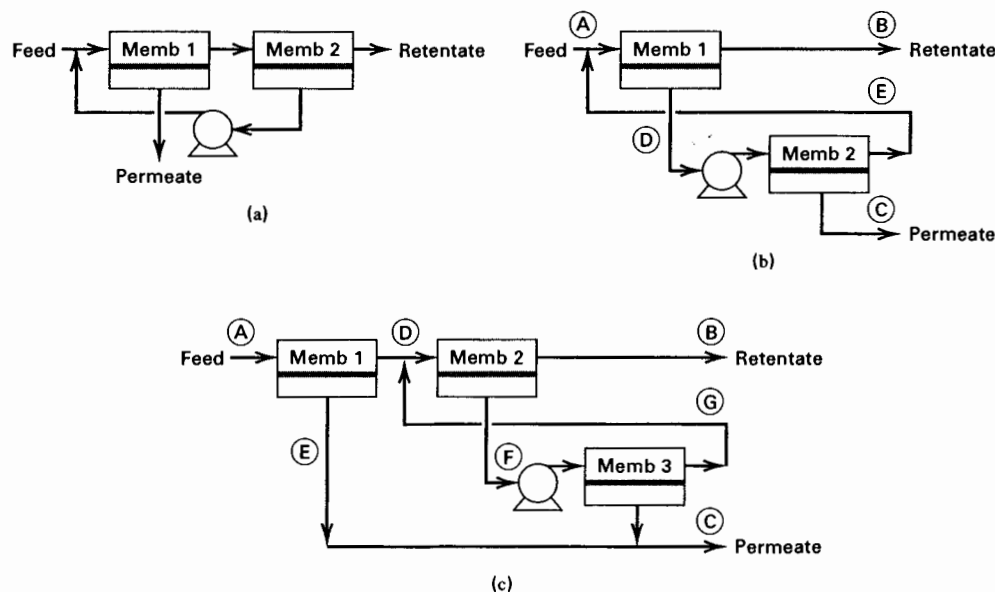 Feed Memb 1 Memb 2 Retentate
Permeate
(a)
A B
Feed Memb 1 Retentate
E
D
Memb 2
C
Permeate
(b)
A D B
Feed Memb 1 Memb 2 Retentate
G
E F
Memb 3
C
Permeate
(c)